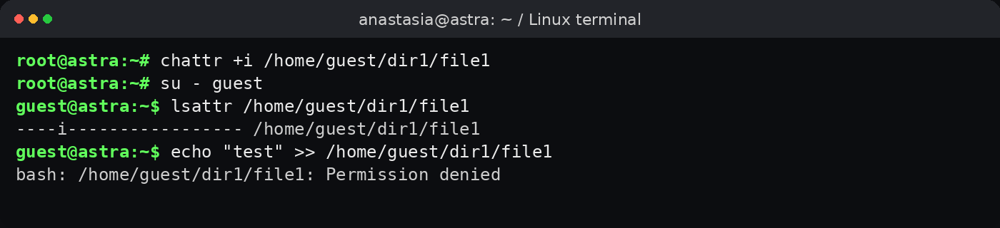 anastasia@astra: ~ / Linux terminal
root@astra:~# chattr +i /home/guest/dir1/file1
root@astra:~# su - guest
guest@astra:~$ lsattr /home/guest/dir1/file1
----i----------------- /home/guest/dir1/file1
guest@astra:~$ echo "test" >> /home/guest/dir1/file1
bash: /home/guest/dir1/file1: Permission denied